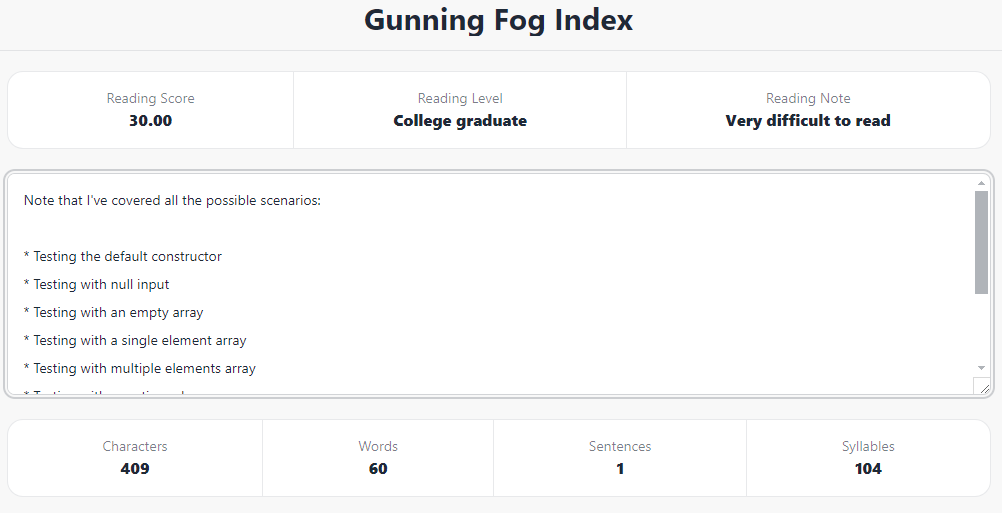 Gunning Fog Index
Reading Score
30.00
Reading Level
College graduate
Reading Note
Very difficult to read
Note that I've covered all the possible scenarios:
* Testing the default constructor
* Testing with null input
* Testing with an empty array
* Testing with a single element array
* Testing with multiple elements array
Characters
409
Words
60
Sentences
1
Syllables
104